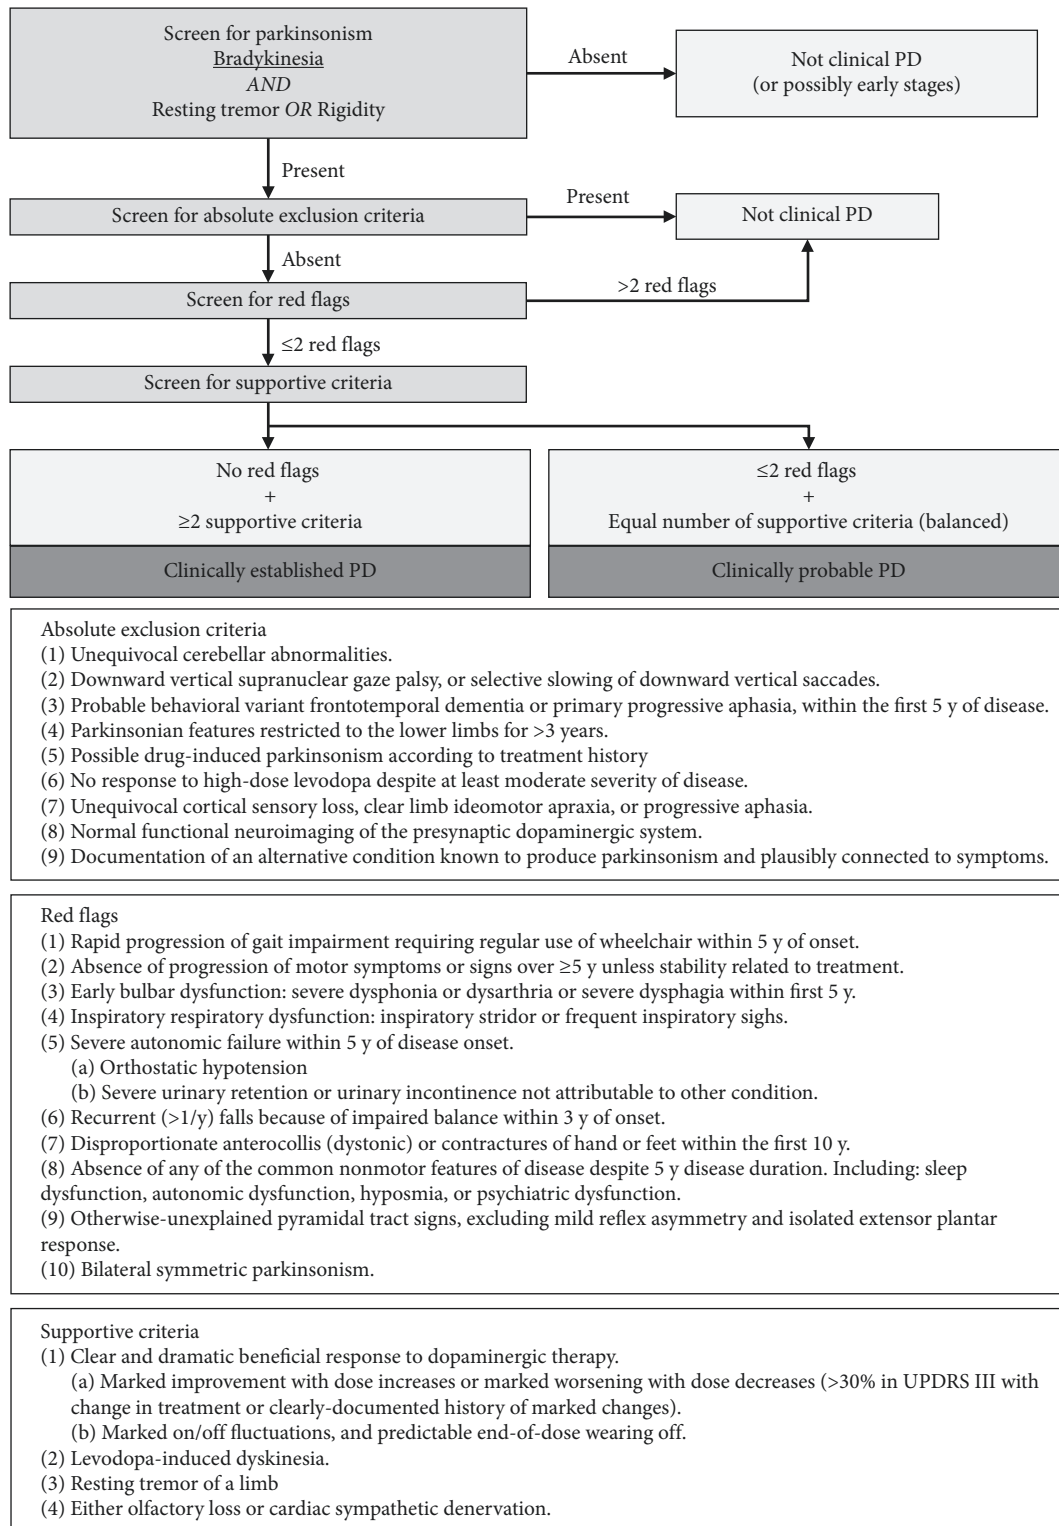 Screen for parkinsonism
Bradykinesia
AND
Resting tremor OR Rigidity
Absent
Not clinical PD
(or possibly early stages)
Present
Screen for absolute exclusion criteria
Present
Not clinical PD
Absent
Screen for red flags
>2 red flags
≤2 red flags
Screen for supportive criteria
No red flags
+
≥2 supportive criteria
Clinically established PD
≤2 red flags
+
Equal number of supportive criteria (balanced)
Clinically probable PD
Absolute exclusion criteria
(1) Unequivocal cerebellar abnormalities.
(2) Downward vertical supranuclear gaze palsy, or selective slowing of downward vertical saccades.
(3) Probable behavioral variant frontotemporal dementia or primary progressive aphasia, within the first 5 y of disease.
(4) Parkinsonian features restricted to the lower limbs for >3 years.
(5) Possible drug-induced parkinsonism according to treatment history
(6) No response to high-dose levodopa despite at least moderate severity of disease.
(7) Unequivocal cortical sensory loss, clear limb ideomotor apraxia, or progressive aphasia.
(8) Normal functional neuroimaging of the presynaptic dopaminergic system.
(9) Documentation of an alternative condition known to produce parkinsonism and plausibly connected to symptoms.
Red flags
(1) Rapid progression of gait impairment requiring regular use of wheelchair within 5 y of onset.
(2) Absence of progression of motor symptoms or signs over ≥5 y unless stability related to treatment.
(3) Early bulbar dysfunction: severe dysphonia or dysarthria or severe dysphagia within first 5 y.
(4) Inspiratory respiratory dysfunction: inspiratory stridor or frequent inspiratory sighs.
(5) Severe autonomic failure within 5 y of disease onset.
(a) Orthostatic hypotension
(b) Severe urinary retention or urinary incontinence not attributable to other condition.
(6) Recurrent (>1/y) falls because of impaired balance within 3 y of onset.
(7) Disproportionate anterocollis (dystonic) or contractures of hand or feet within the first 10 y.
(8) Absence of any of the common nonmotor features of disease despite 5 y disease duration. Including: sleep
dysfunction, autonomic dysfunction, hyposmia, or psychiatric dysfunction.
(9) Otherwise-unexplained pyramidal tract signs, excluding mild reflex asymmetry and isolated extensor plantar
response.
(10) Bilateral symmetric parkinsonism.
Supportive criteria
(1) Clear and dramatic beneficial response to dopaminergic therapy.
(a) Marked improvement with dose increases or marked worsening with dose decreases (>30% in UPDRS III with
change in treatment or clearly-documented history of marked changes).
(b) Marked on/off fluctuations, and predictable end-of-dose wearing off.
(2) Levodopa-induced dyskinesia.
(3) Resting tremor of a limb
(4) Either olfactory loss or cardiac sympathetic denervation.